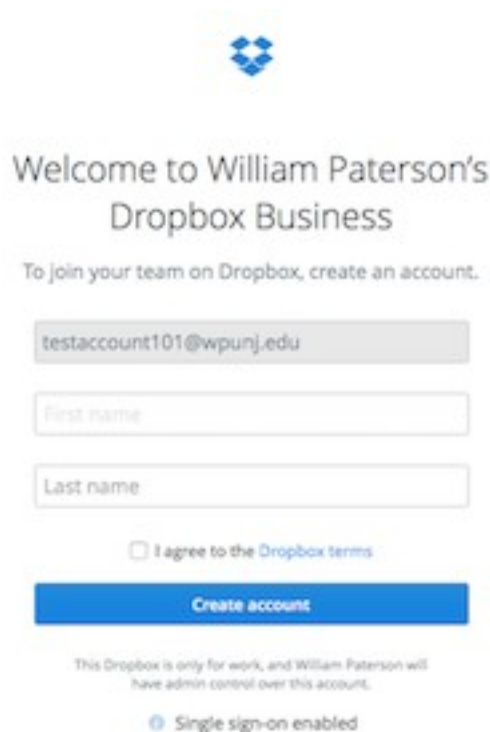 Welcome to William Paterson's
Dropbox Business
To join your team on Dropbox, create an account.
testaccount101@wpunj.edu
First name
Last name
I agree to the Dropbox terms
Create account
This Dropbox is only for work, and William Paterson will
have admin control over this account.
Single sign-on enabled